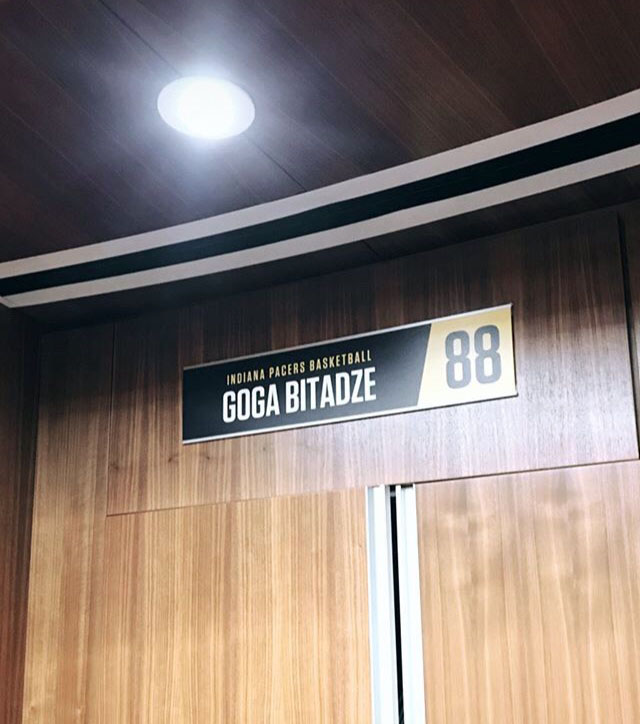 INDIANA PACERS BASKETBALL
GOGA BITADZE
88